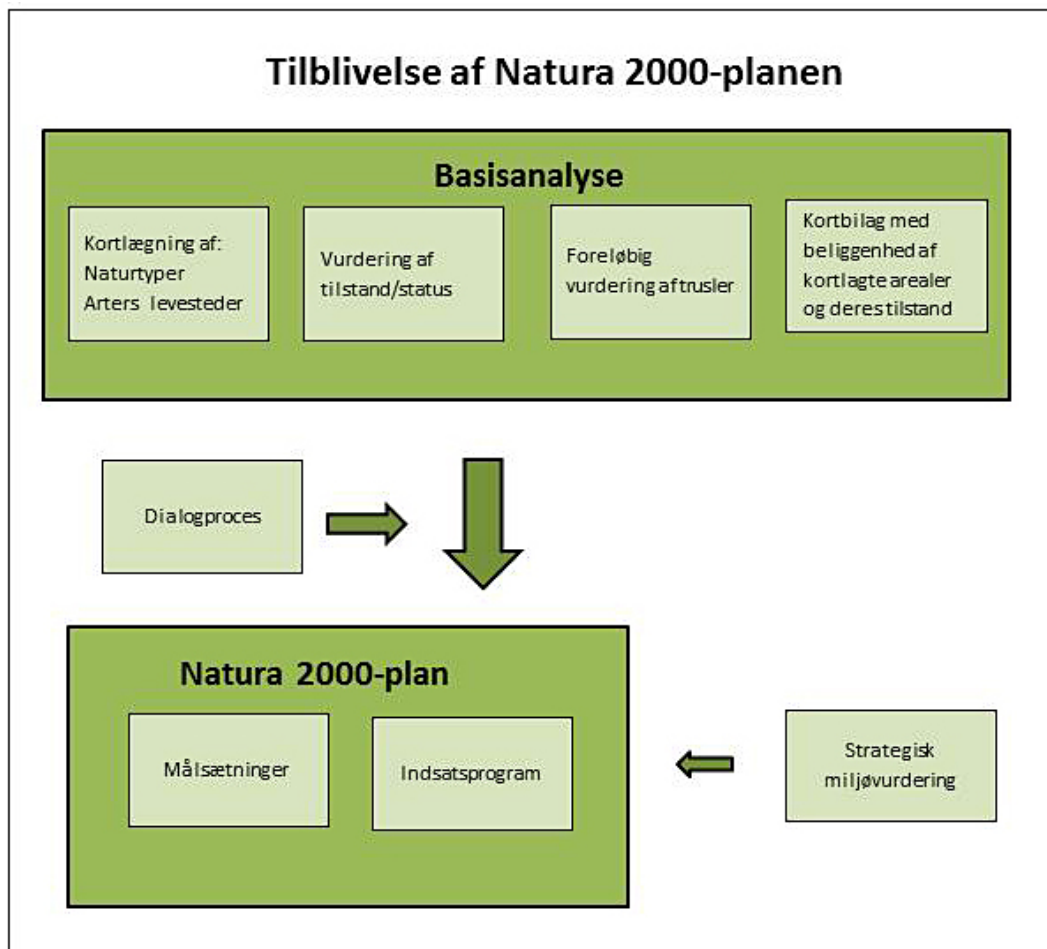 Tilblivelse af Natura 2000-planen
Basisanalyse
Kortlægning af:
Naturtyper
Arters levesteder
Vurdering af
tilstand/status
Foreløbig
vurdering af trusler
Kortbilag med
beliggenhed af
kortlagte arealer
og deres tilstand
Dialogproces
Natura 2000-plan
Målsætninger
Indsatsprogram
Strategisk
miljøvurdering